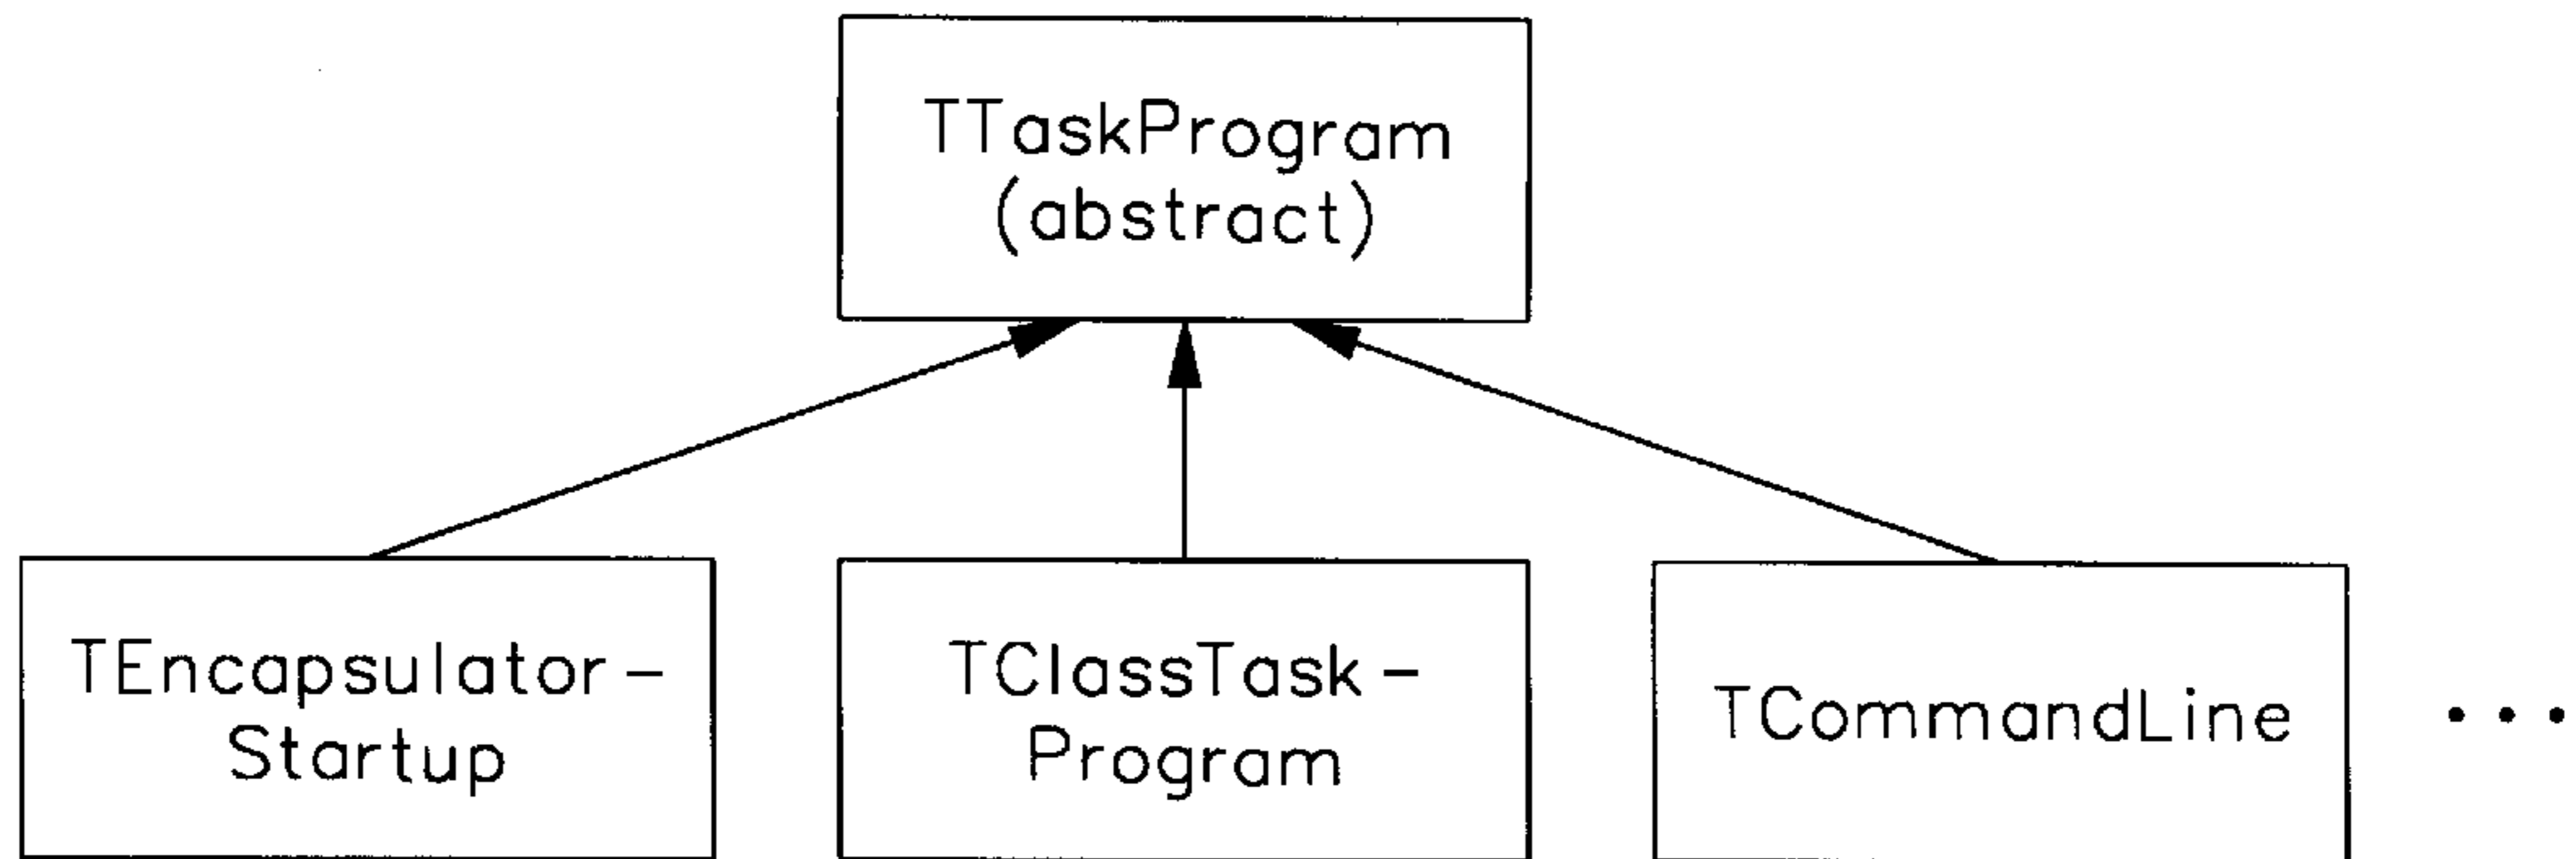 TTaskProgram
(abstract)
TEncapsulator-
Startup
TClassTask-
Program
TCommandLine
...